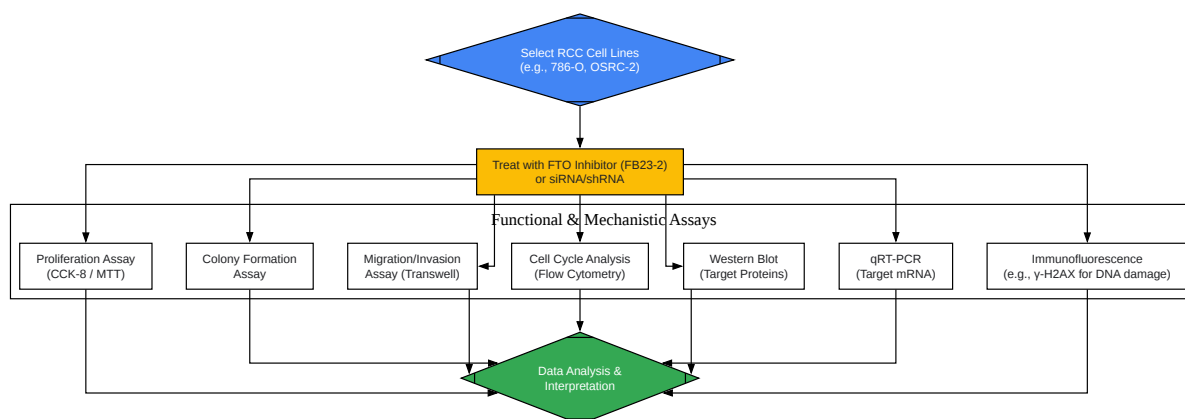 Select RCC Cell Lines
(e.g., 786-O, OSRC-2)
Treat with FTO Inhibitor (FB23-2)
or siRNA/shRNA
Functional & Mechanistic Assays
Proliferation Assay
(CCK-8 / MTT)
Colony Formation
Assay
Migration/Invasion
Assay (Transwell)
Cell Cycle Analysis
(Flow Cytometry)
Western Blot
(Target Proteins)
qRT-PCR
(Target mRNA)
Immunofluorescence
(e.g., γ-H2AX for DNA damage)
Data Analysis &
Interpretation